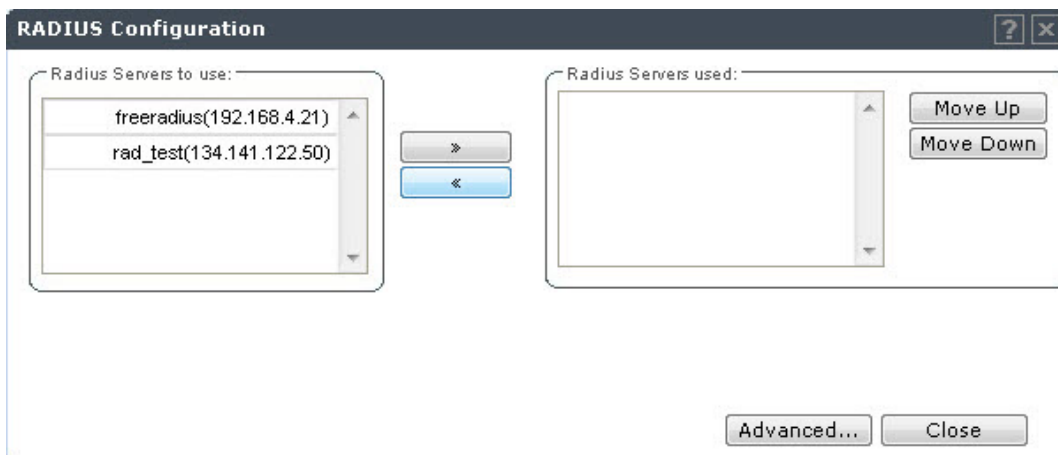 RADIUS Configuration ? x
Radius Servers to use:
freeradius(192.168.4.21)
rad_test(134.141.122.50)
»
«
Radius Servers used:
Move Up
Move Down
Advanced...
Close